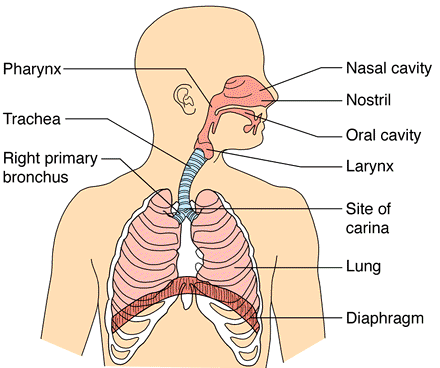 Pharynx
Trachea
Right primary
bronchus
Nasal cavity
Nostril
Oral cavity
Larynx
Site of
carina
Lung
Diaphragm